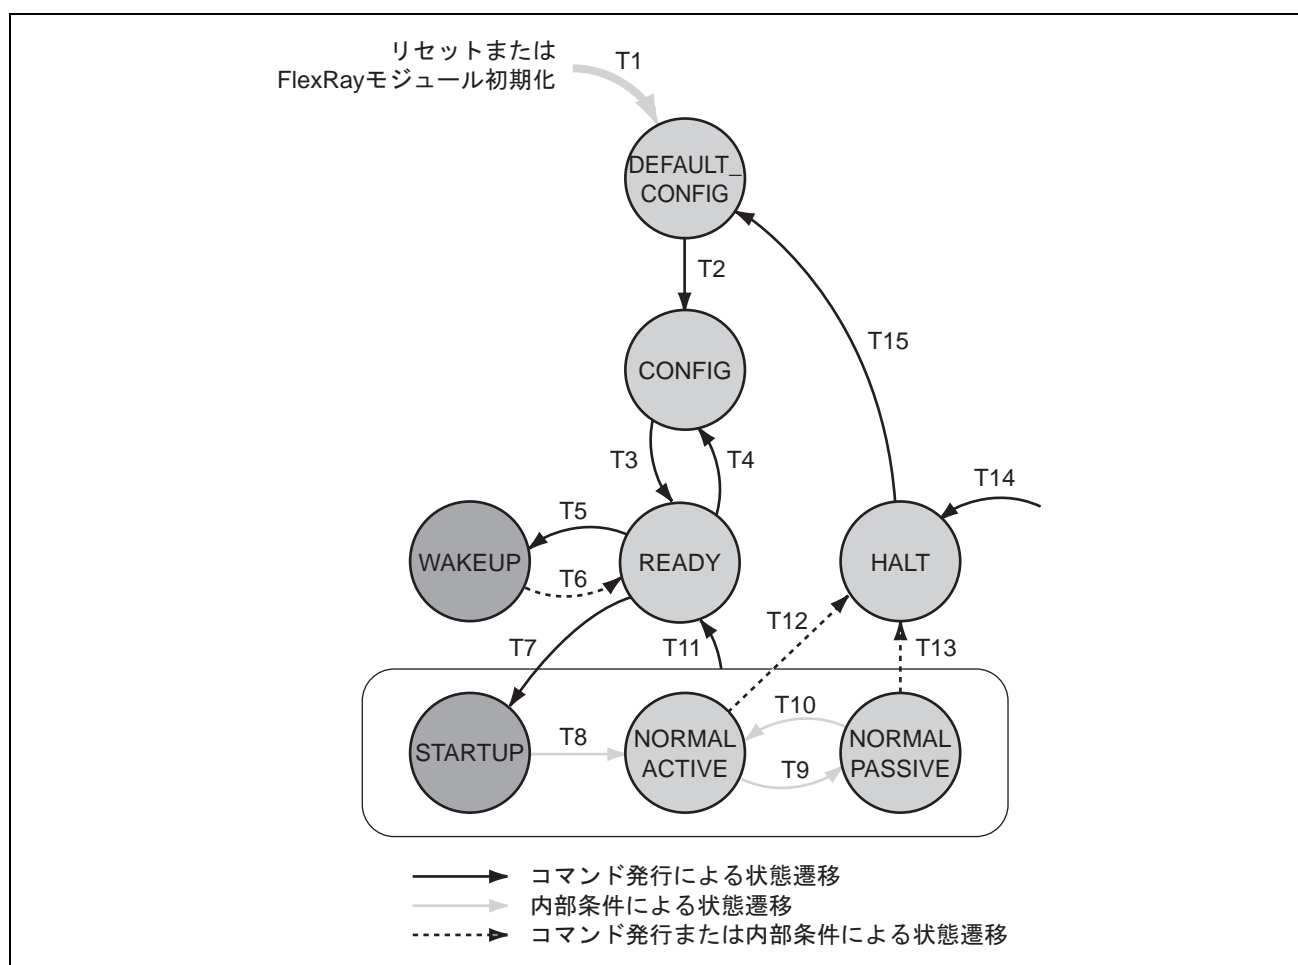 リセットまたは
FlexRayモジュール初期化
T1
DEFAULT_
CONFIG
T2
CONFIG
T15
T3
T4
T14
T5
WAKEUP
READY
HALT
T6
T12
T7
T11
T13
T10
STARTUP
T8
NORMAL
ACTIVE
T9
NORMAL
PASSIVE
コマンド発行による状態遷移
内部条件による状態遷移
コマンド発行または内部条件による状態遷移